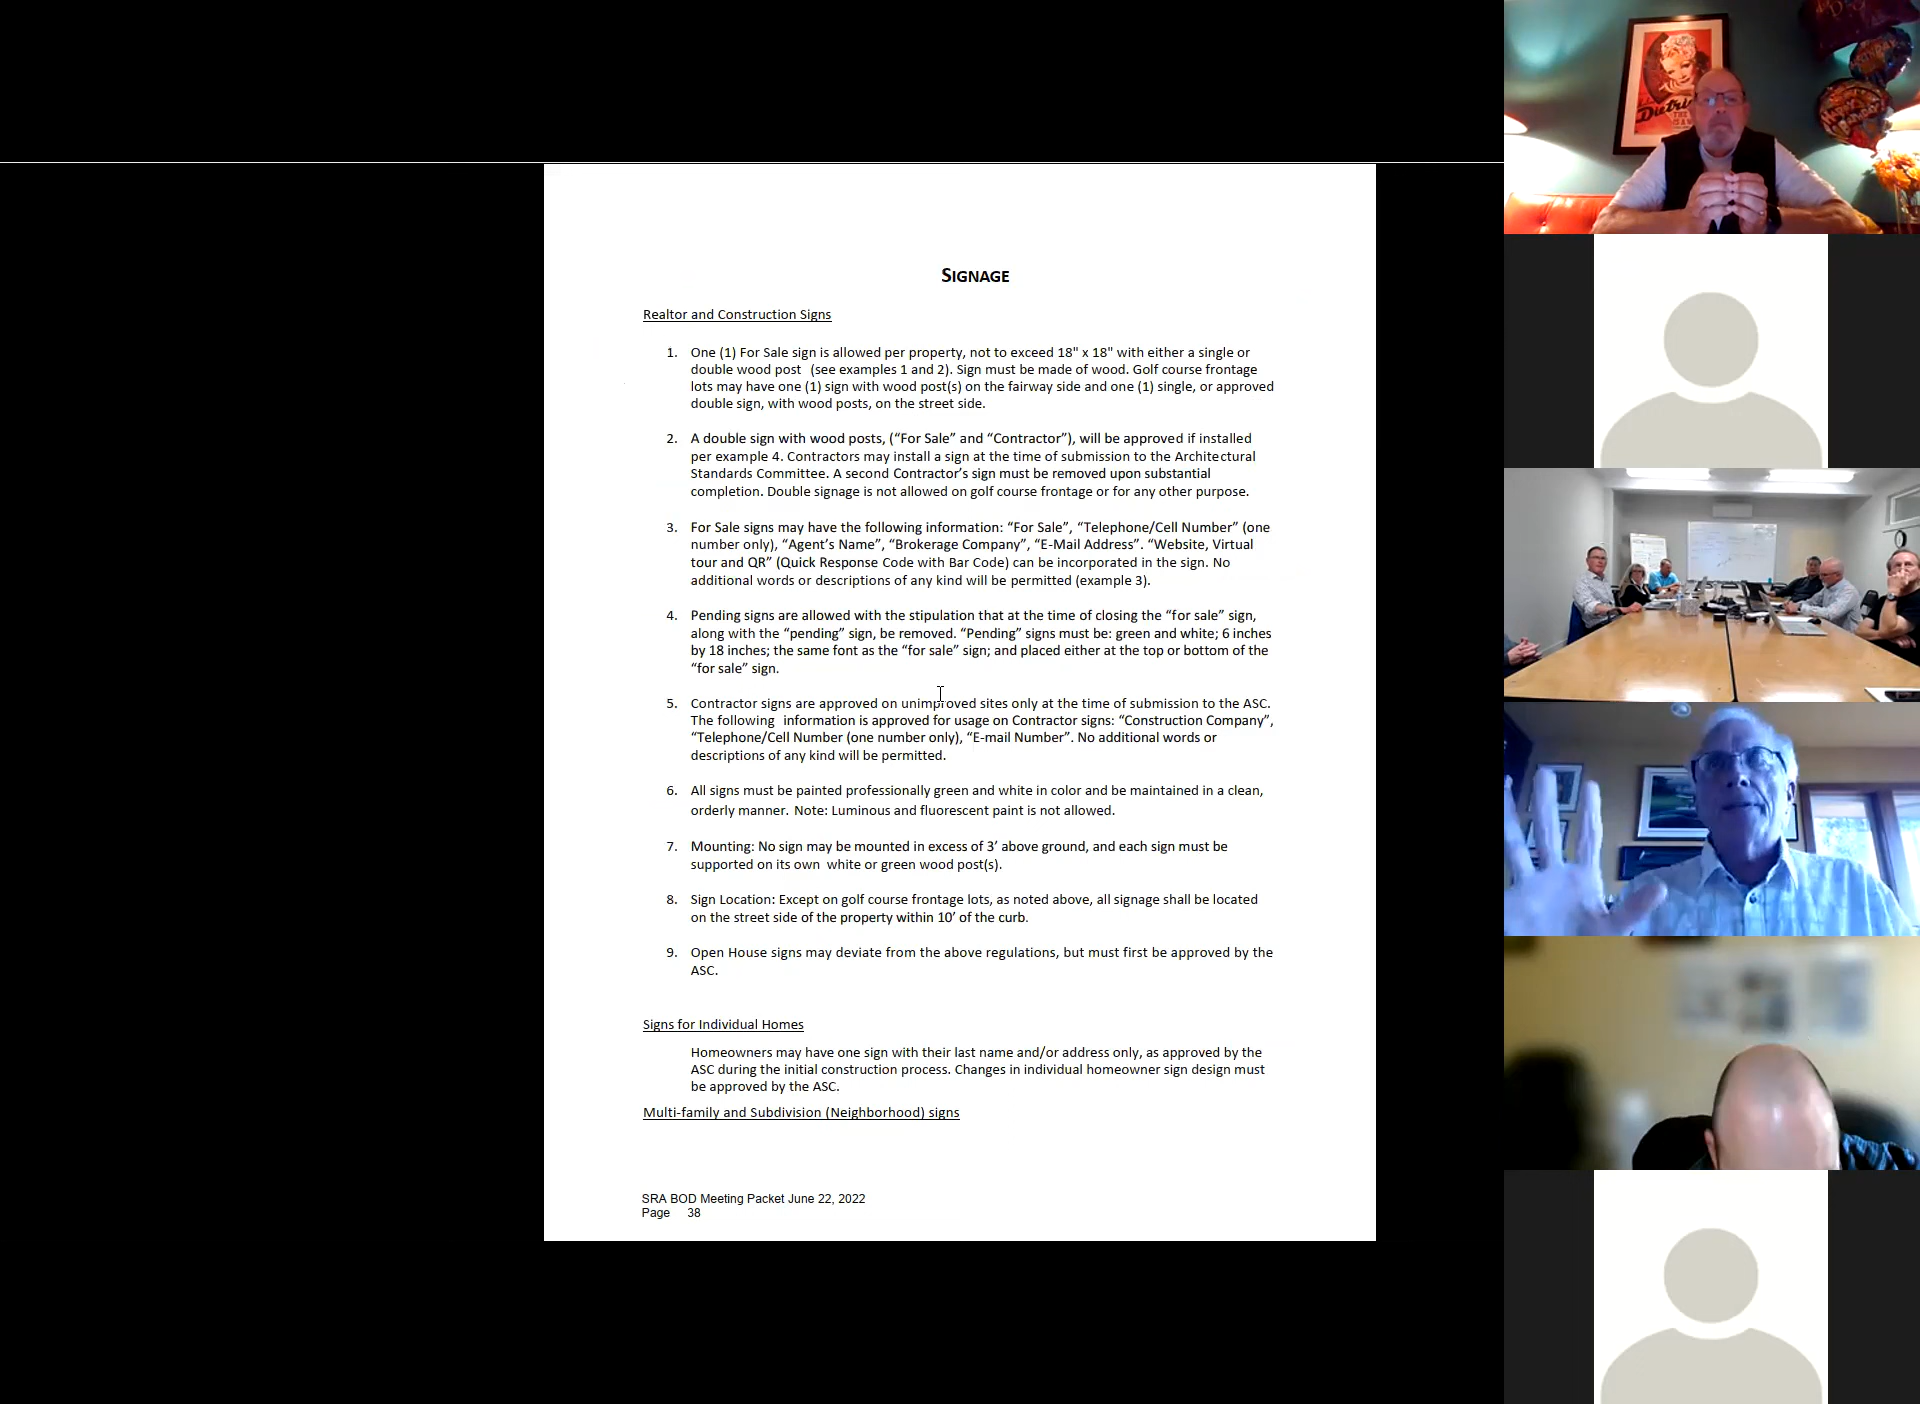 SIGNAGE
Realtor and Construction Signs
1. One (1) For Sale sign is allowed per property, not to exceed 18" x 18" with either a single or
double wood post (see examples 1 and 2). Sign must be made of wood. Golf course frontage
lots may have one (1) sign with wood post(s) on the fairway side and one (1) single, or approved
double sign, with wood posts, on the street side.
2. A double sign with wood posts, (“For Sale” and “Contractor”), will be approved if installed
per example 4. Contractors may install a sign at the time of submission to the Architectural
Standards Committee. A second Contractor’s sign must be removed upon substantial
completion. Double signage is not allowed on golf course frontage or for any other purpose.
3. For Sale signs may have the following information: “For Sale”, “Telephone/Cell Number” (one
number only), “Agent’s Name”, “Brokerage Company”, “E-Mail Address”. “Website, Virtual
tour and QR” (Quick Response Code with Bar Code) can be incorporated in the sign. No
additional words or descriptions of any kind will be permitted (example 3).
4. Pending signs are allowed with the stipulation that at the time of closing the “for sale” sign,
along with the “pending” sign, be removed. “Pending” signs must be: green and white; 6 inches
by 18 inches; the same font as the “for sale” sign; and placed either at the top or bottom of the
“for sale” sign.
5. Contractor signs are approved on unimproved sites only at the time of submission to the ASC.
The following information is approved for usage on Contractor signs: “Construction Company”,
“Telephone/Cell Number (one number only), “E-mail Number”. No additional words or
descriptions of any kind will be permitted.
6. All signs must be painted professionally green and white in color and be maintained in a clean,
orderly manner. Note: Luminous and fluorescent paint is not allowed.
7. Mounting: No sign may be mounted in excess of 3’ above ground, and each sign must be
supported on its own white or green wood post(s).
8. Sign Location: Except on golf course frontage lots, as noted above, all signage shall be located
on the street side of the property within 10’ of the curb.
9. Open House signs may deviate from the above regulations, but must first be approved by the
ASC.
Signs for Individual Homes
Homeowners may have one sign with their last name and/or address only, as approved by the
ASC during the initial construction process. Changes in individual homeowner sign design must
be approved by the ASC.
Multi-family and Subdivision (Neighborhood) signs
SRA BOD Meeting Packet June 22, 2022
Page 38